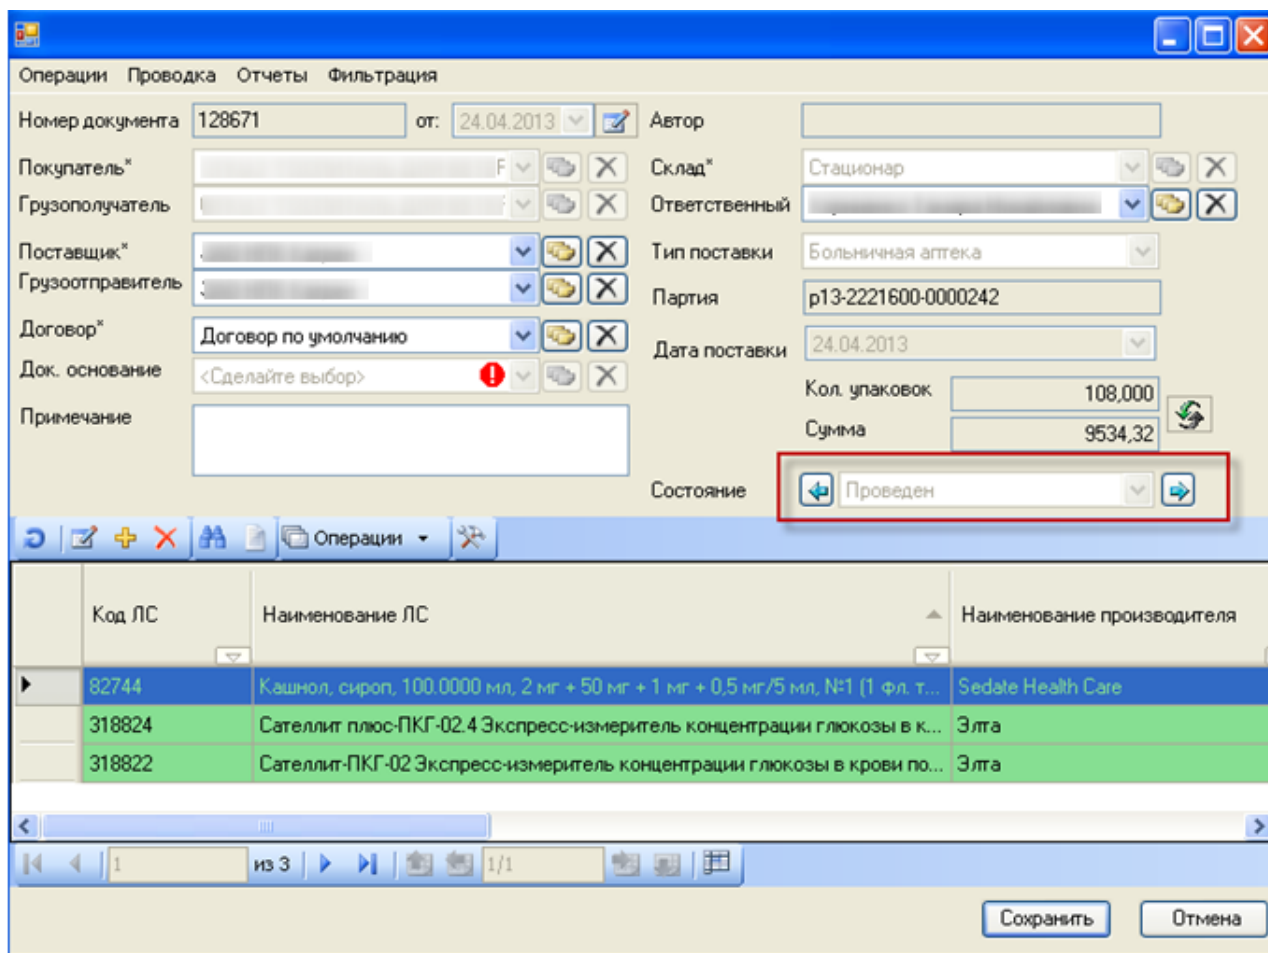 Операции Проводка Отчеты Фильтрация
Номер документа 128671 от: 24.04.2013 Автор
Покупатель* Склад* Стационар
Грузополучатель Ответственный
Поставщик* Тип поставки Больничная аптека
Грузоотправитель Партия p13-2221600-0000242
Договор* Договор по умолчанию Дата поставки 24.04.2013
Док. основание <Сделайте выбор> Кол. упаковок 108,000
Примечание Сумма 9534,32
Состояние Проведен
Операции
Код ЛС Наименование ЛС Наименование производителя
82744 Кашнол, сироп, 100.0000 мл, 2 мг + 50 мг + 1 мг + 0,5 мг/5 мл, №1 (1 фл. т... Sedate Health Care
318824 Сателлит плюс-ПКГ-02.4 Экспресс-измеритель концентрации глюкозы в к... Элта
318822 Сателлит-ПКГ-02 Экспресс-измеритель концентрации глюкозы в крови по... Элта
1 из 3 1/1
Сохранить Отмена